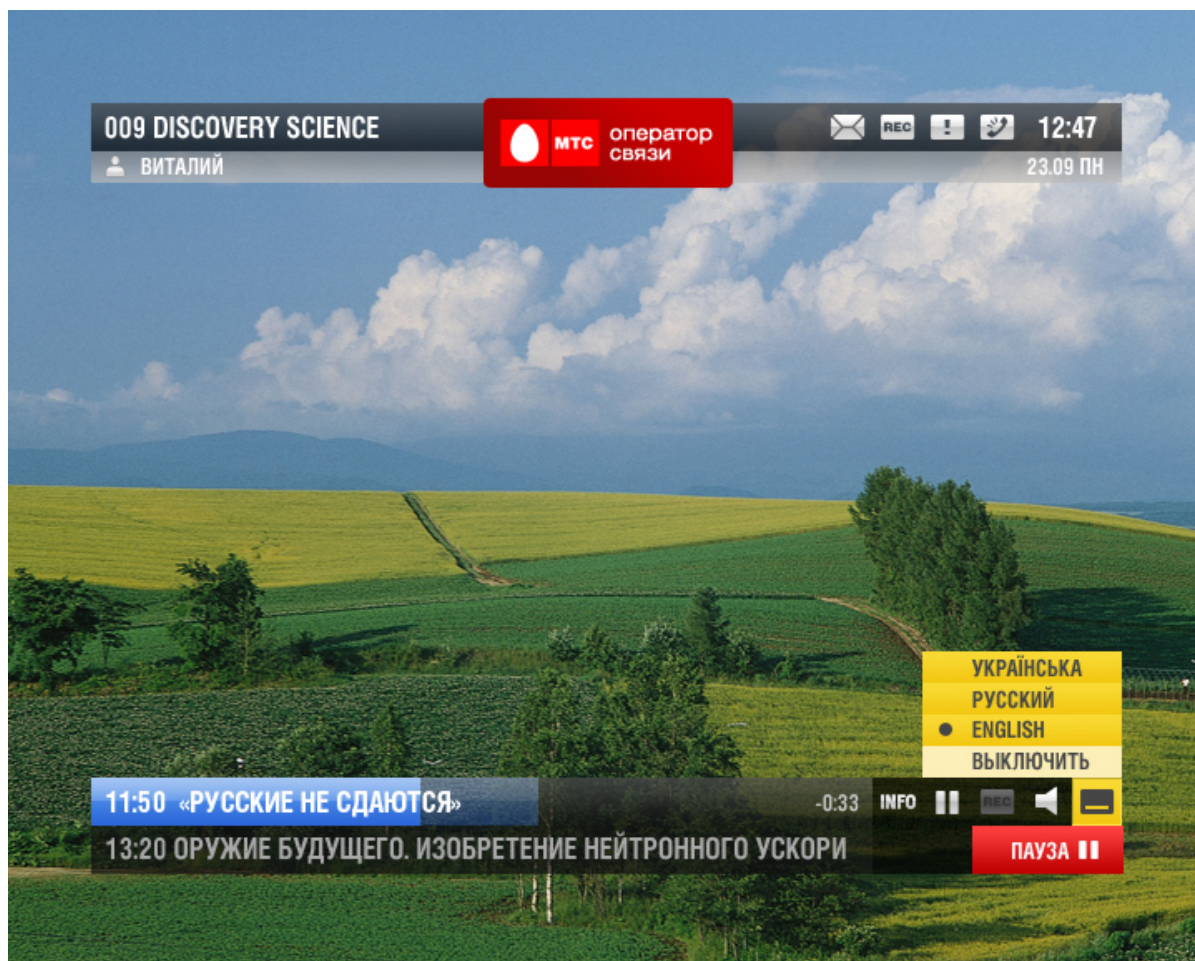 009 DISCOVERY SCIENCE
ВИТАЛИЙ
МТС оператор
связи
REC ! 12:47
23.09 ПН
УКРАЇНСЬКА
РУССКИЙ
ENGLISH
ВЫКЛЮЧИТЬ
11:50 «РУССКИЕ НЕ СДАЮТСЯ» -0:33 INFO REC
13:20 ОРУЖИЕ БУДУЩЕГО. ИЗОБРЕТЕНИЕ НЕЙТРОННОГО УСКОРИ ПАУЗА